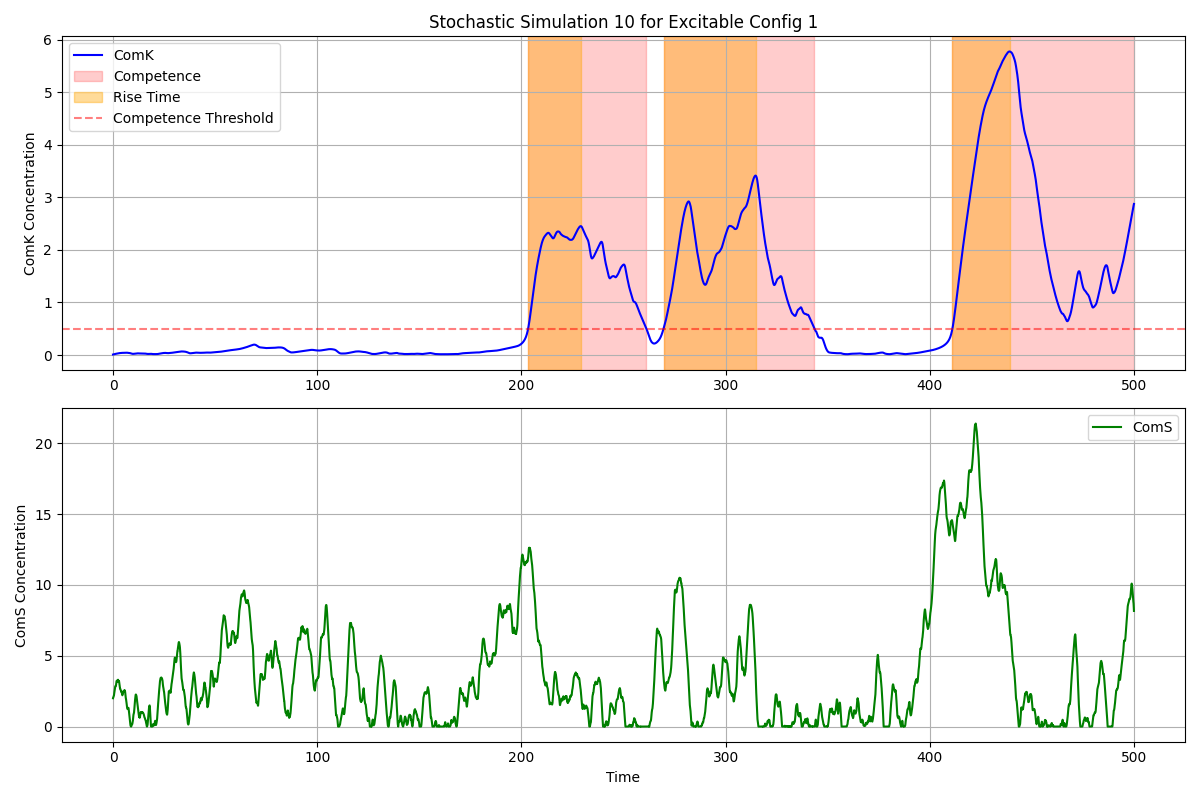 Stochastic Simulation 10 for Excitable Config 1
ComK Concentration
6
5
4
3
2
1
0
ComK
Competence
Rise Time
Competence Threshold
0 100 200 300 400 500
ComS Concentration
20
15
10
5
0
ComS
0 100 200 300 400 500
Time